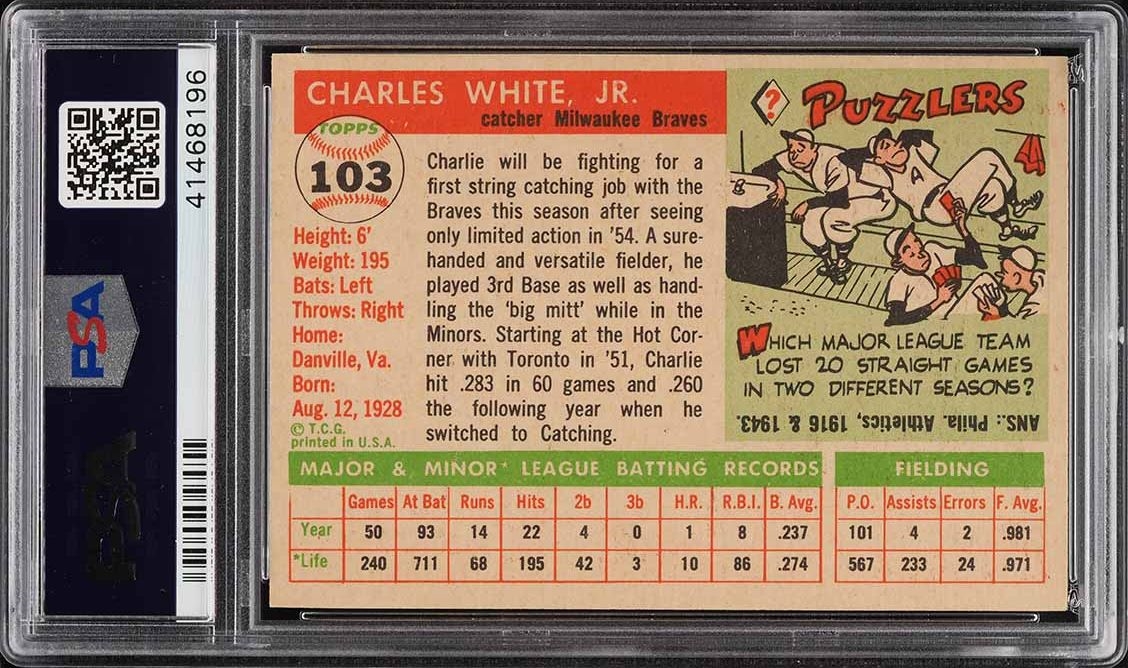 PSA
41468196
PSA
CHARLES WHITE, JR.
catcher Milwaukee Braves
TOPPS
103
Height: 6'
Weight: 195
Bats: Left
Throws: Right
Home:
Danville, Va.
Born:
Aug. 12, 1928
© T.C.G.
printed in U.S.A.
Charlie will be fighting for a
first string catching job with the
Braves this season after seeing
only limited action in '54. A sure-
handed and versatile fielder, he
played 3rd Base as well as hand-
ling the 'big mitt' while in the
Minors. Starting at the Hot Cor-
ner with Toronto in '51, Charlie
hit .283 in 60 games and .260
the following year when he
switched to Catching.
? PUZZLERS
B
A
WHICH MAJOR LEAGUE TEAM
LOST 20 STRAIGHT GAMES
IN TWO DIFFERENT SEASONS?
ANS.: Phila. Athletics, 1916 & 1943.
MAJOR & MINOR* LEAGUE BATTING RECORDS
Games At Bat Runs Hits 2b 3b H.R. R.B.I. B. Avg.
Year 50 93 14 22 4 0 1 8 .237
*Life 240 711 68 195 42 3 10 86 .274
FIELDING
P.O. Assists Errors F. Avg.
101 4 2 .981
567 233 24 .971